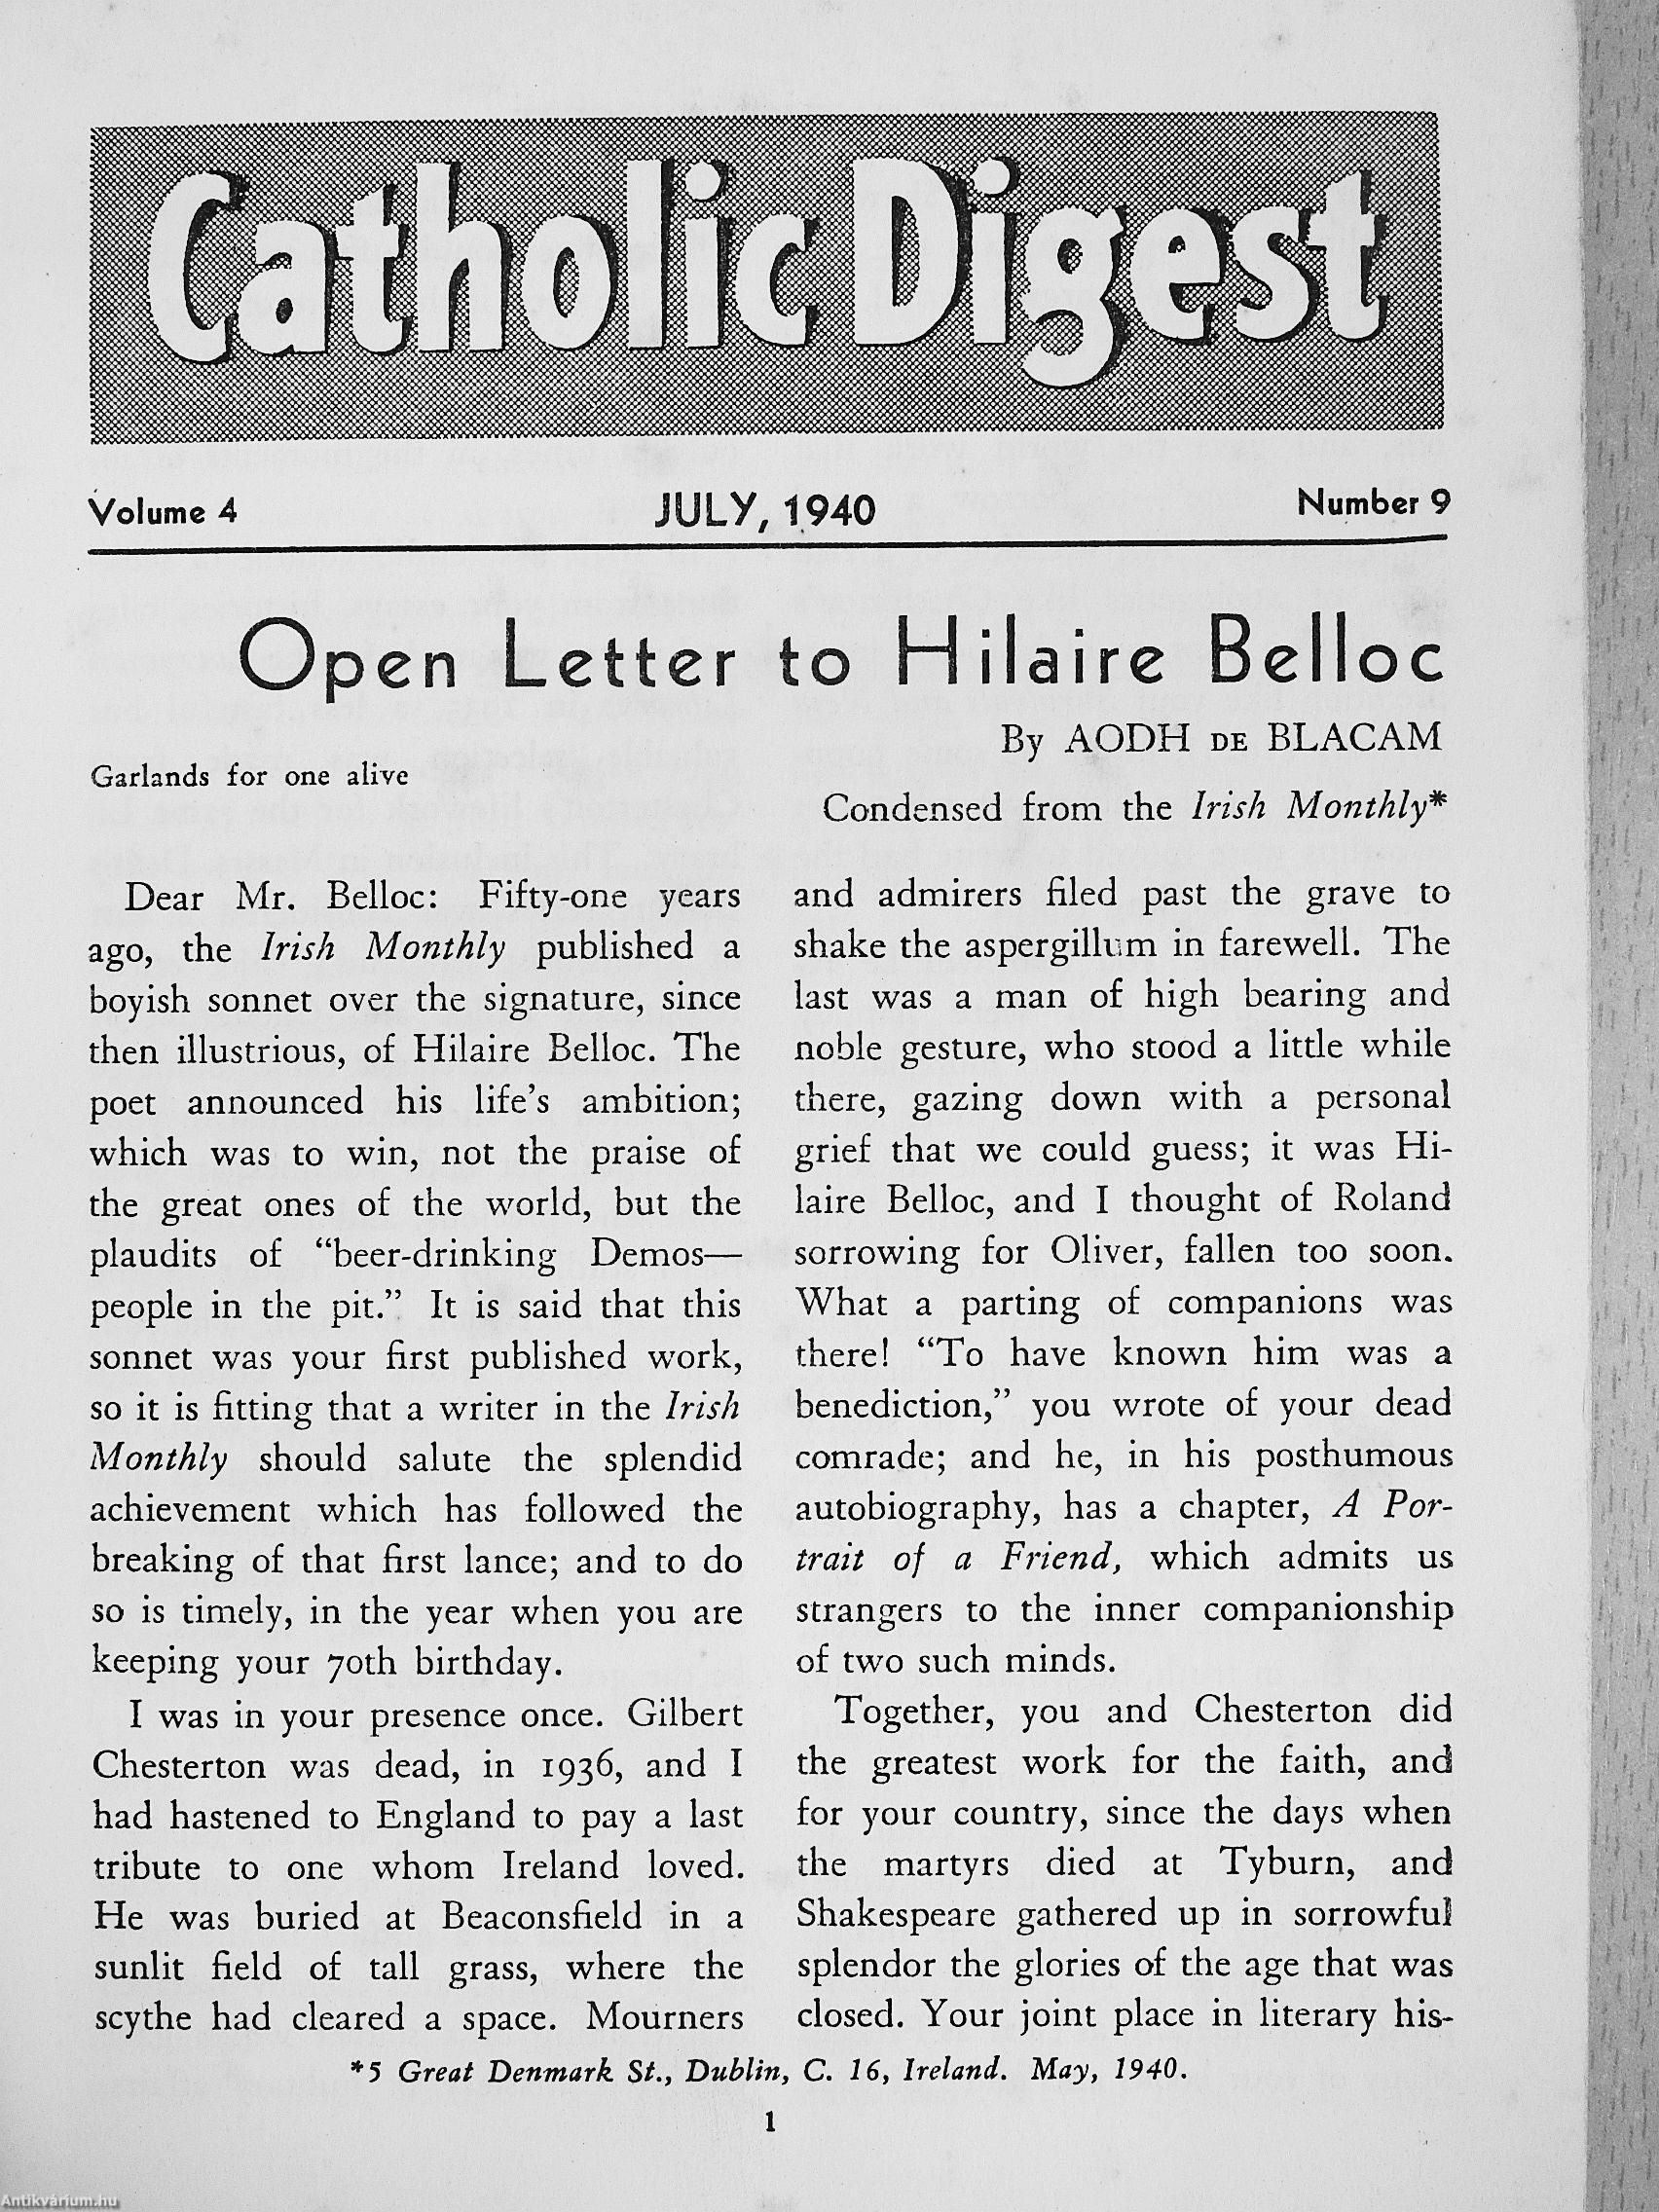 Catholic Digest
Volume 4 JULY, 1940 Number 9
Open Letter to Hilaire Belloc
By AODH DE BLACAM
Garlands for one alive
Condensed from the Irish Monthly*
Dear Mr. Belloc: Fifty-one years
ago, the Irish Monthly published a
boyish sonnet over the signature, since
then illustrious, of Hilaire Belloc. The
poet announced his life's ambition;
which was to win, not the praise of
the great ones of the world, but the
plaudits of “beer-drinking Demos—
people in the pit.” It is said that this
sonnet was your first published work,
so it is fitting that a writer in the Irish
Monthly should salute the splendid
achievement which has followed the
breaking of that first lance; and to do
so is timely, in the year when you are
keeping your 70th birthday.
I was in your presence once. Gilbert
Chesterton was dead, in 1936, and I
had hastened to England to pay a last
tribute to one whom Ireland loved.
He was buried at Beaconsfield in a
sunlit field of tall grass, where the
scythe had cleared a space. Mourners
and admirers filed past the grave to
shake the aspergillum in farewell. The
last was a man of high bearing and
noble gesture, who stood a little while
there, gazing down with a personal
grief that we could guess; it was Hi-
laire Belloc, and I thought of Roland
sorrowing for Oliver, fallen too soon.
What a parting of companions was
there! “To have known him was a
benediction,” you wrote of your dead
comrade; and he, in his posthumous
autobiography, has a chapter, A Por-
trait of a Friend, which admits us
strangers to the inner companionship
of two such minds.
Together, you and Chesterton did
the greatest work for the faith, and
for your country, since the days when
the martyrs died at Tyburn, and
Shakespeare gathered up in sorrowful
splendor the glories of the age that was
closed. Your joint place in literary his-
*5 Great Denmark St., Dublin, C. 16, Ireland. May, 1940.
1
Antikvárium.hu